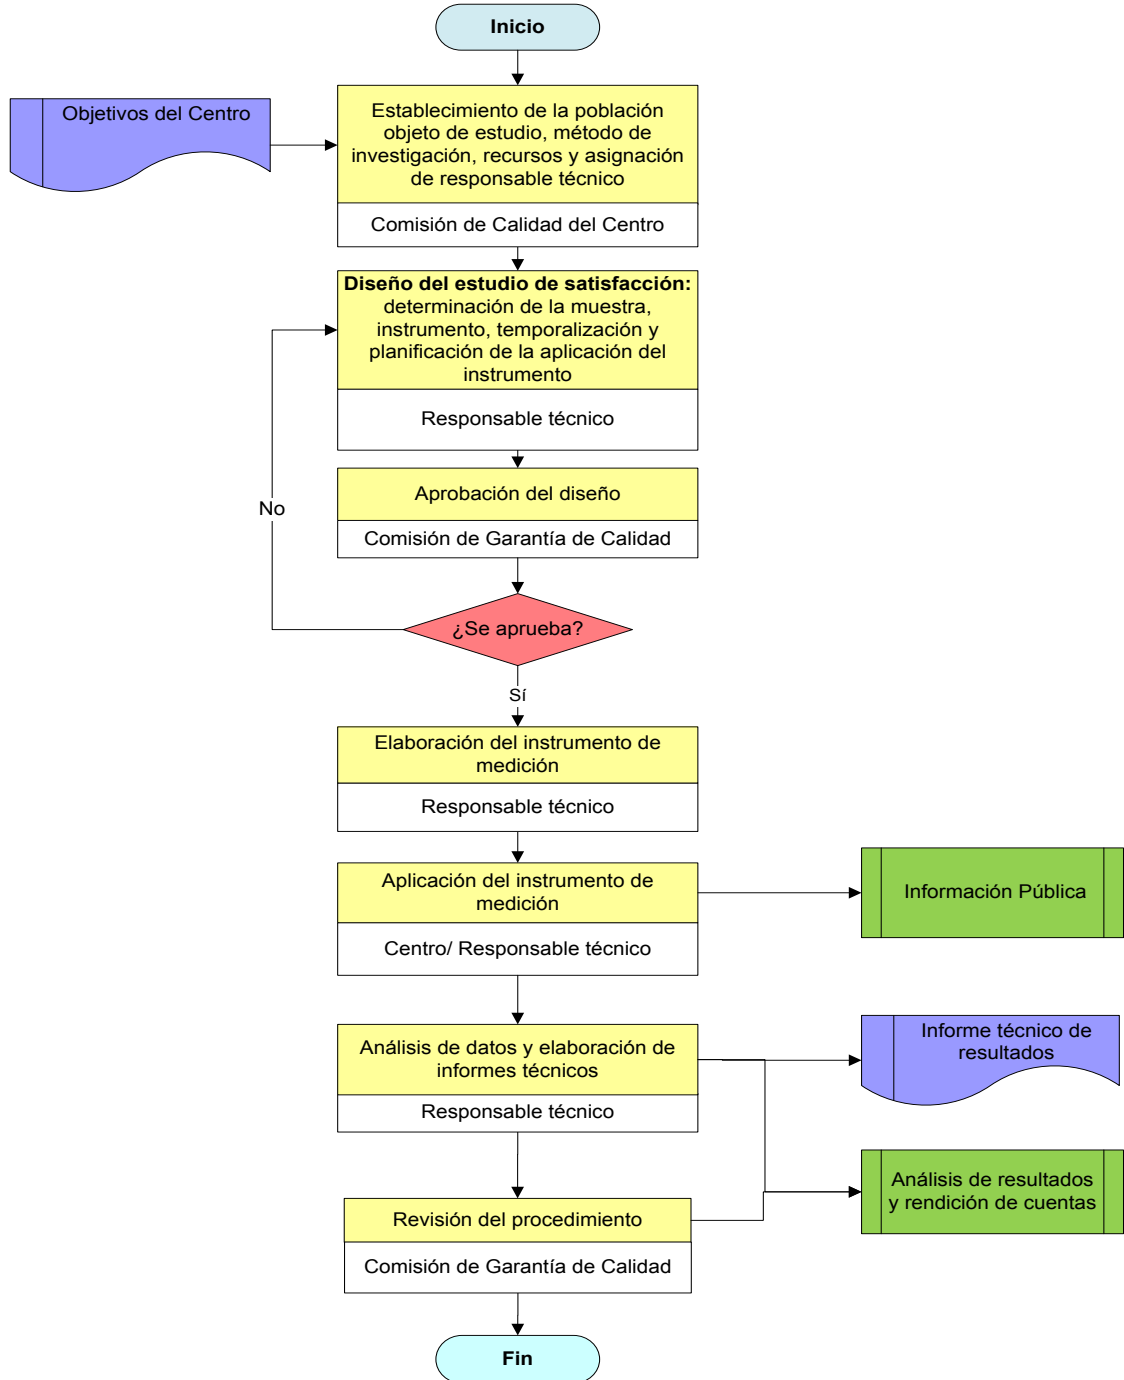 Inicio
Objetivos del Centro
Establecimiento de la población
objeto de estudio, método de
investigación, recursos y asignación
de responsable técnico
Comisión de Calidad del Centro
Diseño del estudio de satisfacción:
determinación de la muestra,
instrumento, temporalización y
planificación de la aplicación del
instrumento
Responsable técnico
Aprobación del diseño
Comisión de Garantía de Calidad
No
¿Se aprueba?
Sí
Elaboración del instrumento de
medición
Responsable técnico
Aplicación del instrumento de
medición
Centro/ Responsable técnico
Información Pública
Análisis de datos y elaboración de
informes técnicos
Responsable técnico
Informe técnico de
resultados
Análisis de resultados
y rendición de cuentas
Revisión del procedimiento
Comisión de Garantía de Calidad
Fin